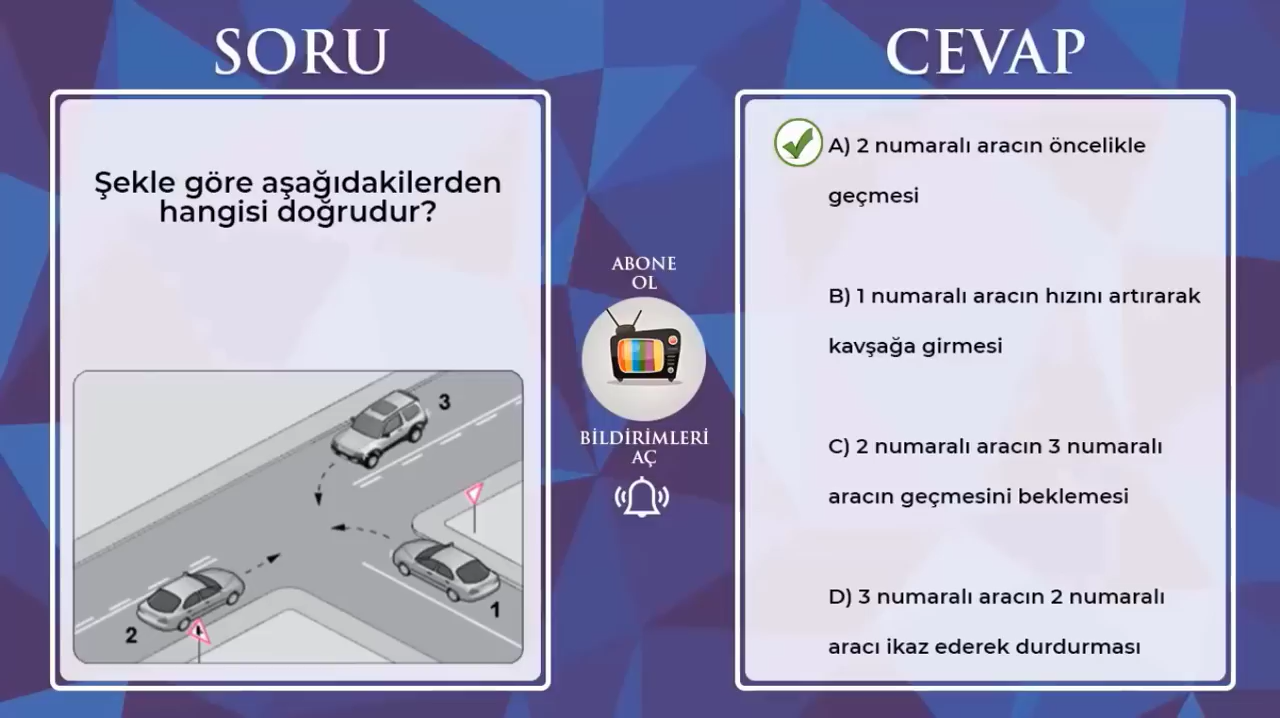 SORU
Şekle göre aşağıdakilerden
hangisi doğrudur?
3
1
2
ABONE
OL
BİLDİRİMLERİ
AÇ
CEVAP
A) 2 numaralı aracın öncelikle
geçmesi
B) 1 numaralı aracın hızını artırarak
kavşağa girmesi
C) 2 numaralı aracın 3 numaralı
aracın geçmesini beklemesi
D) 3 numaralı aracın 2 numaralı
aracı ikaz ederek durdurması